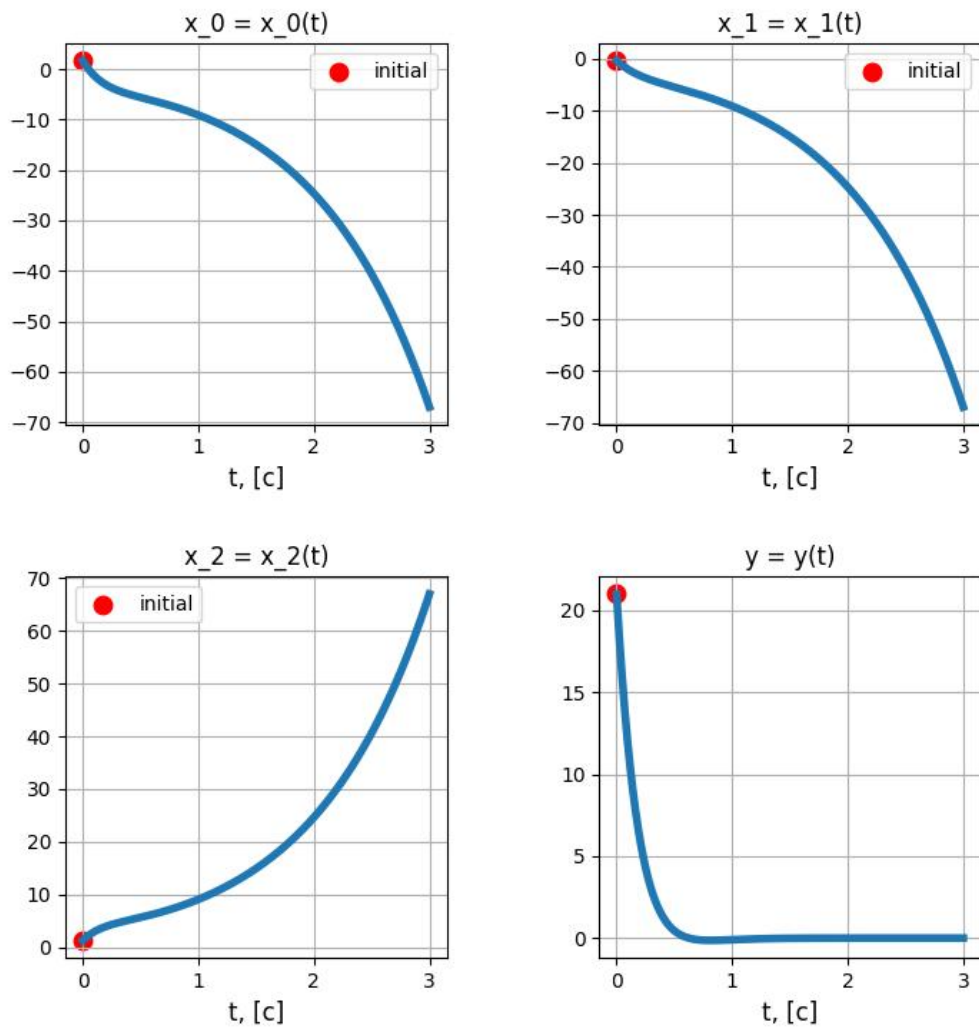 x_0 = x_0(t)
0
−10
−20
−30
−40
−50
−60
−70
initial
0 1 2 3
t, [c]
x_1 = x_1(t)
0
−10
−20
−30
−40
−50
−60
−70
initial
0 1 2 3
t, [c]
x_2 = x_2(t)
70
60
50
40
30
20
10
0
initial
0 1 2 3
t, [c]
y = y(t)
20
15
10
5
0
0 1 2 3
t, [c]